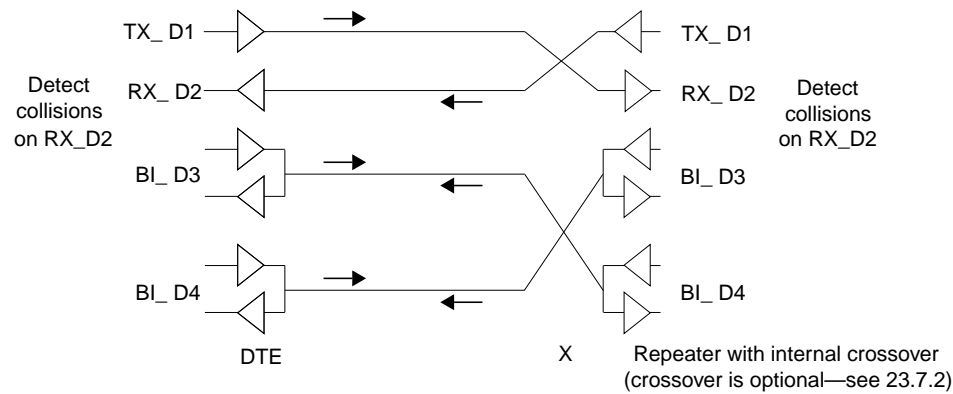 TX_ D1
TX_ D1
Detect
collisions
on RX_D2
RX_ D2
RX_ D2
Detect
collisions
on RX_D2
BI_ D3
BI_ D3
BI_ D4
BI_ D4
DTE
X
Repeater with internal crossover
(crossover is optional—see 23.7.2)